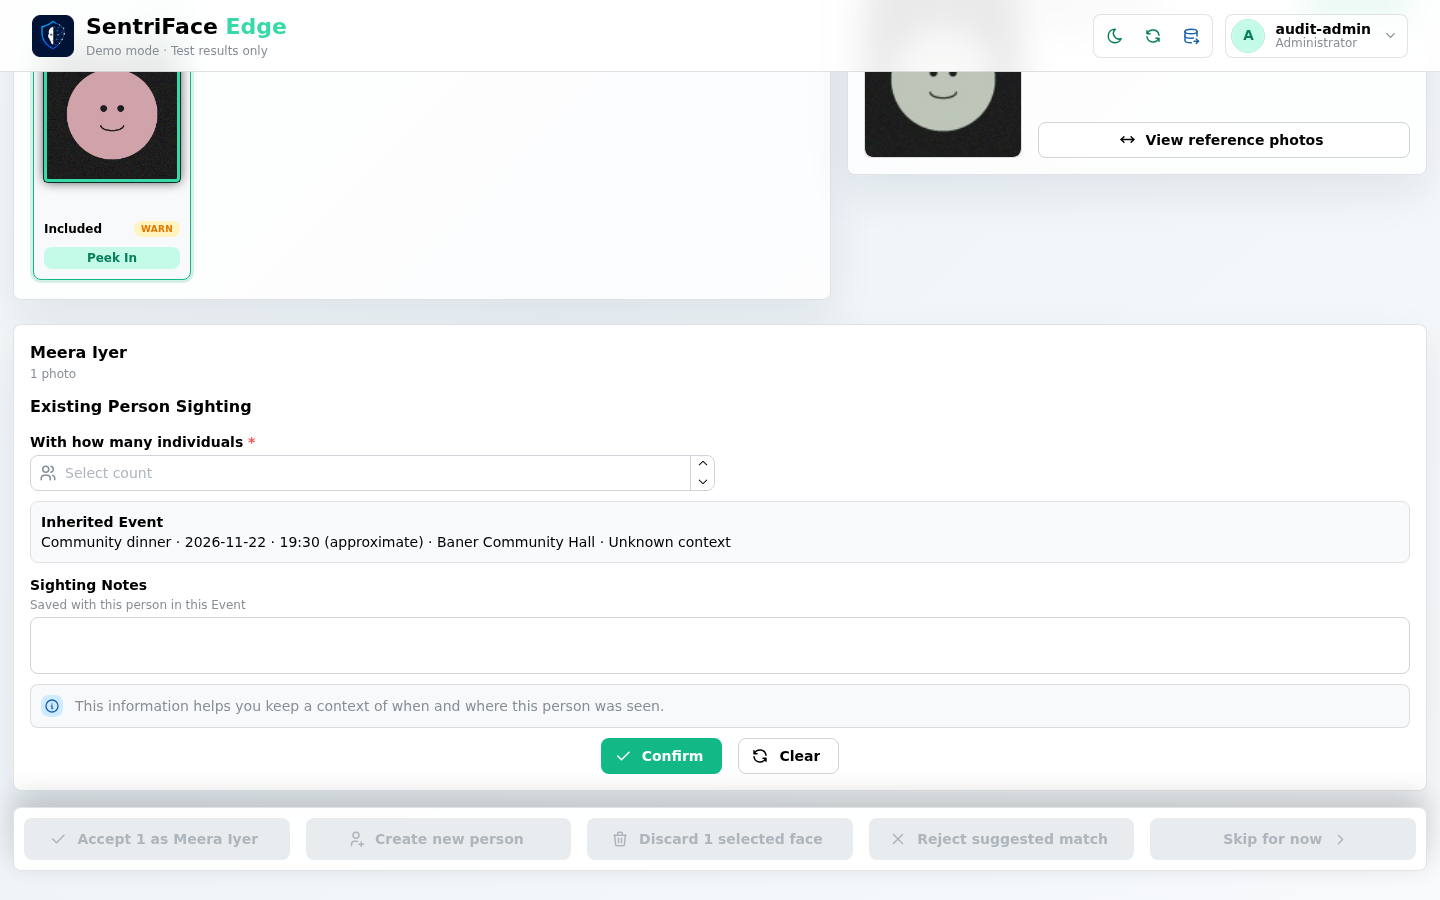 SentriFace Edge
Demo mode · Test results only
A
audit-admin
Administrator
Included
WARN
Peek In
View reference photos
Meera Iyer
1 photo
Existing Person Sighting
With how many individuals *
Select count
Inherited Event
Community dinner · 2026-11-22 · 19:30 (approximate) · Baner Community Hall · Unknown context
Sighting Notes
Saved with this person in this Event
This information helps you keep a context of when and where this person was seen.
Confirm
Clear
Accept 1 as Meera Iyer
Create new person
Discard 1 selected face
Reject suggested match
Skip for now